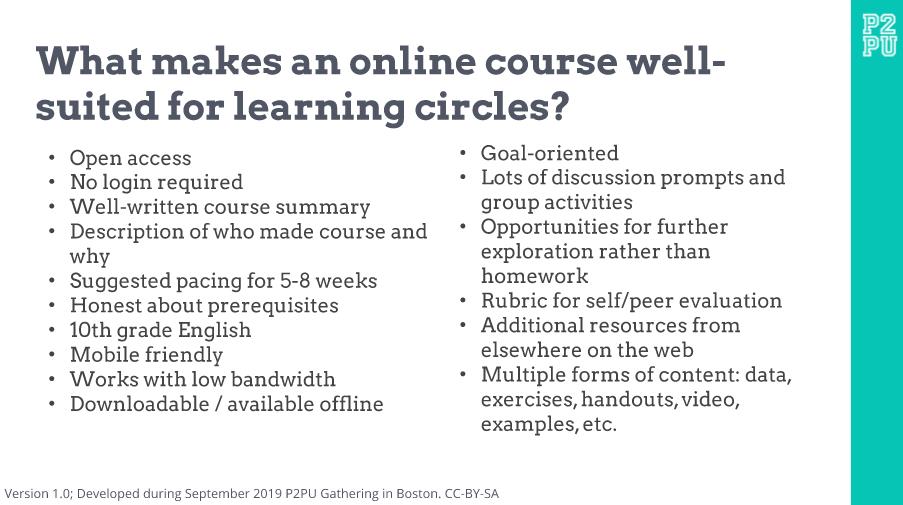 P2
PU
What makes an online course well-
suited for learning circles?
• Open access
• No login required
• Well-written course summary
• Description of who made course and
why
• Suggested pacing for 5-8 weeks
• Honest about prerequisites
• 10th grade English
• Mobile friendly
• Works with low bandwidth
• Downloadable / available offline
• Goal-oriented
• Lots of discussion prompts and
group activities
• Opportunities for further
exploration rather than
homework
• Rubric for self/peer evaluation
• Additional resources from
elsewhere on the web
• Multiple forms of content: data,
exercises, handouts, video,
examples, etc.
Version 1.0; Developed during September 2019 P2PU Gathering in Boston. CC-BY-SA